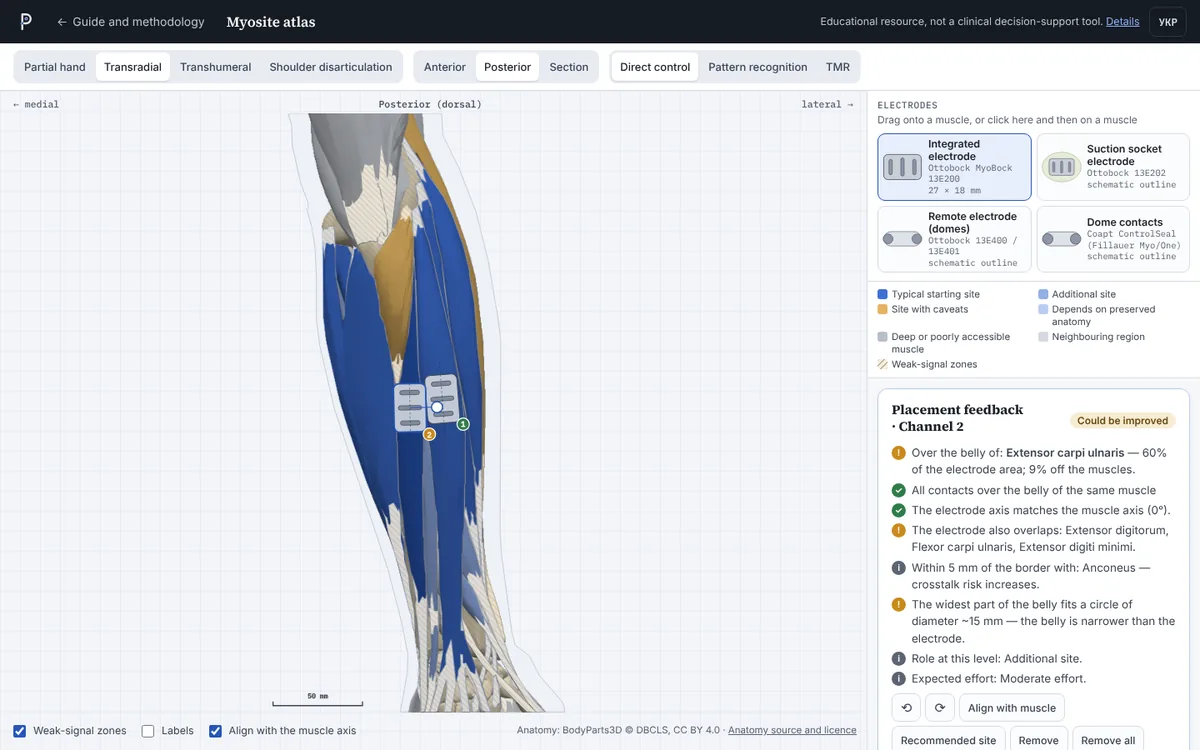 ← Guide and methodology
Myosite atlas
Educational resource, not a clinical decision-support tool. Details
УКР
Partial hand
Transradial
Transhumeral
Shoulder disarticulation
Anterior
Posterior
Section
Direct control
Pattern recognition
TMR
← medial
Posterior (dorsal)
lateral →
2
1
50 mm
Weak-signal zones
Labels
Align with the muscle axis
Anatomy: BodyParts3D © DBCLS, CC BY 4.0 · Anatomy source and licence
ELECTRODES
Drag onto a muscle, or click here and then on a muscle
Integrated
electrode
Ottobock MyoBock
13E200
27 × 18 mm
Suction socket
electrode
Ottobock 13E202
schematic outline
Remote electrode
(domes)
Ottobock 13E400 /
13E401
schematic outline
Dome contacts
Coapt ControlSeal
(Fillauer Myo/One)
schematic outline
Typical starting site
Additional site
Site with caveats
Depends on preserved
anatomy
Deep or poorly accessible
muscle
Neighbouring region
Weak-signal zones
Placement feedback
· Channel 2
Could be improved
Over the belly of: Extensor carpi ulnaris — 60%
of the electrode area; 9% off the muscles.
All contacts over the belly of the same muscle
The electrode axis matches the muscle axis (0°).
The electrode also overlaps: Extensor digitorum,
Flexor carpi ulnaris, Extensor digiti minimi.
Within 5 mm of the border with: Anconeus —
crosstalk risk increases.
The widest part of the belly fits a circle of
diameter ~15 mm — the belly is narrower than the
electrode.
Role at this level: Additional site.
Expected effort: Moderate effort.
Align with muscle
Recommended site
Remove
Remove all